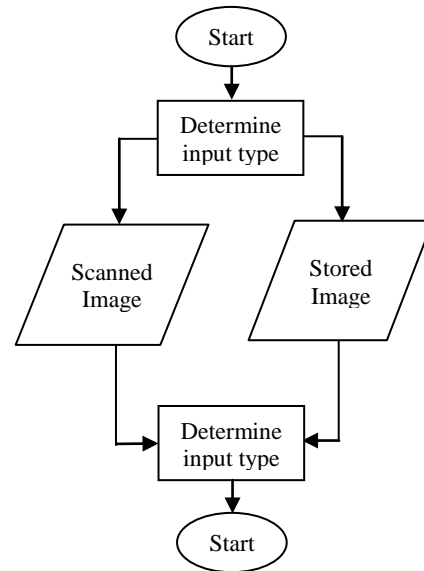 Start
Determine
input type
Scanned
Image
Stored
Image
Determine
input type
Start